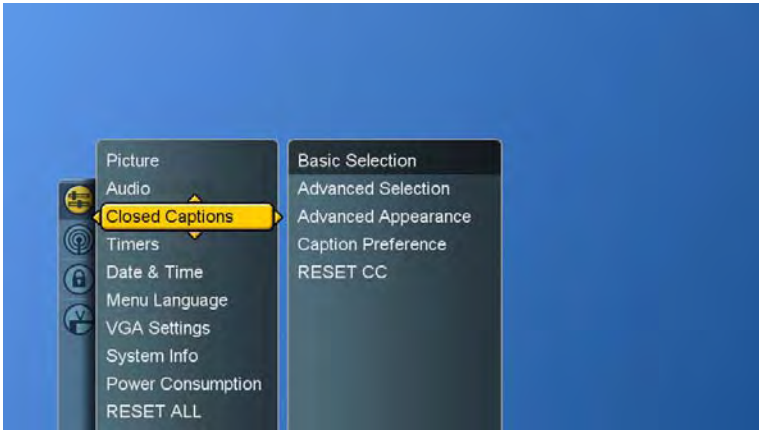 Picture
Audio
Closed Captions
Timers
Date & Time
Menu Language
VGA Settings
System Info
Power Consumption
RESET ALL
Basic Selection
Advanced Selection
Advanced Appearance
Caption Preference
RESET CC